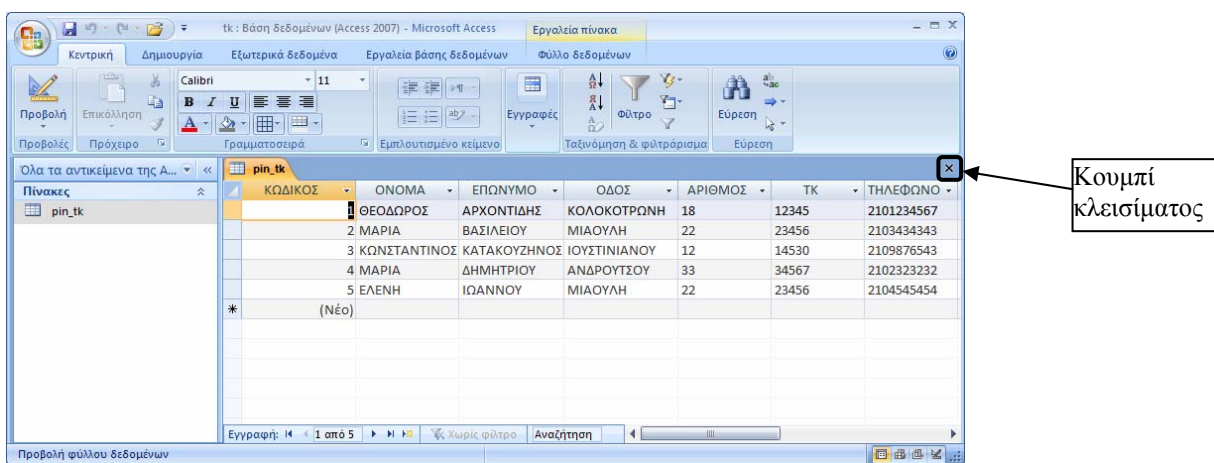 tk : Βάση δεδομένων (Access 2007) - Microsoft Access
Εργαλεία πίνακα
Κεντρική Δημιουργία Εξωτερικά δεδομένα Εργαλεία βάσης δεδομένων Φύλλο δεδομένων
Προβολή
Επικόλληση
Calibri 11
B I U
Εγγραφές
Φίλτρο
Εύρεση
Προβολές Πρόχειρο Γραμματοσειρά Εμπλουτισμένο κείμενο Ταξινόμηση & φιλτράρισμα Εύρεση
Όλα τα αντικείμενα της Α...
Πίνακες
pin_tk
pin_tk
ΚΩΔΙΚΟΣ ΟΝΟΜΑ ΕΠΩΝΥΜΟ ΟΔΟΣ ΑΡΙΘΜΟΣ ΤΚ ΤΗΛΕΦΩΝΟ
1 ΘΕΟΔΩΡΟΣ ΑΡΧΟΝΤΙΔΗΣ ΚΟΛΟΚΟΤΡΩΝΗ 18 12345 2101234567
2 ΜΑΡΙΑ ΒΑΣΙΛΕΙΟΥ ΜΙΑΟΥΛΗ 22 23456 2103434343
3 ΚΩΝΣΤΑΝΤΙΝΟΣ ΚΑΤΑΚΟΥΖΗΝΟΣ ΙΟΥΣΤΙΝΙΑΝΟΥ 12 14530 2109876543
4 ΜΑΡΙΑ ΔΗΜΗΤΡΙΟΥ ΑΝΔΡΟΥΤΣΟΥ 33 34567 2102323232
5 ΕΛΕΝΗ ΙΩΑΝΝΟΥ ΜΙΑΟΥΛΗ 22 23456 2104545454
(Νέο)
Εγγραφή: 1 από 5 Χωρίς φίλτρο Αναζήτηση
Προβολή φύλλου δεδομένων
Κουμπί
κλεισίματος